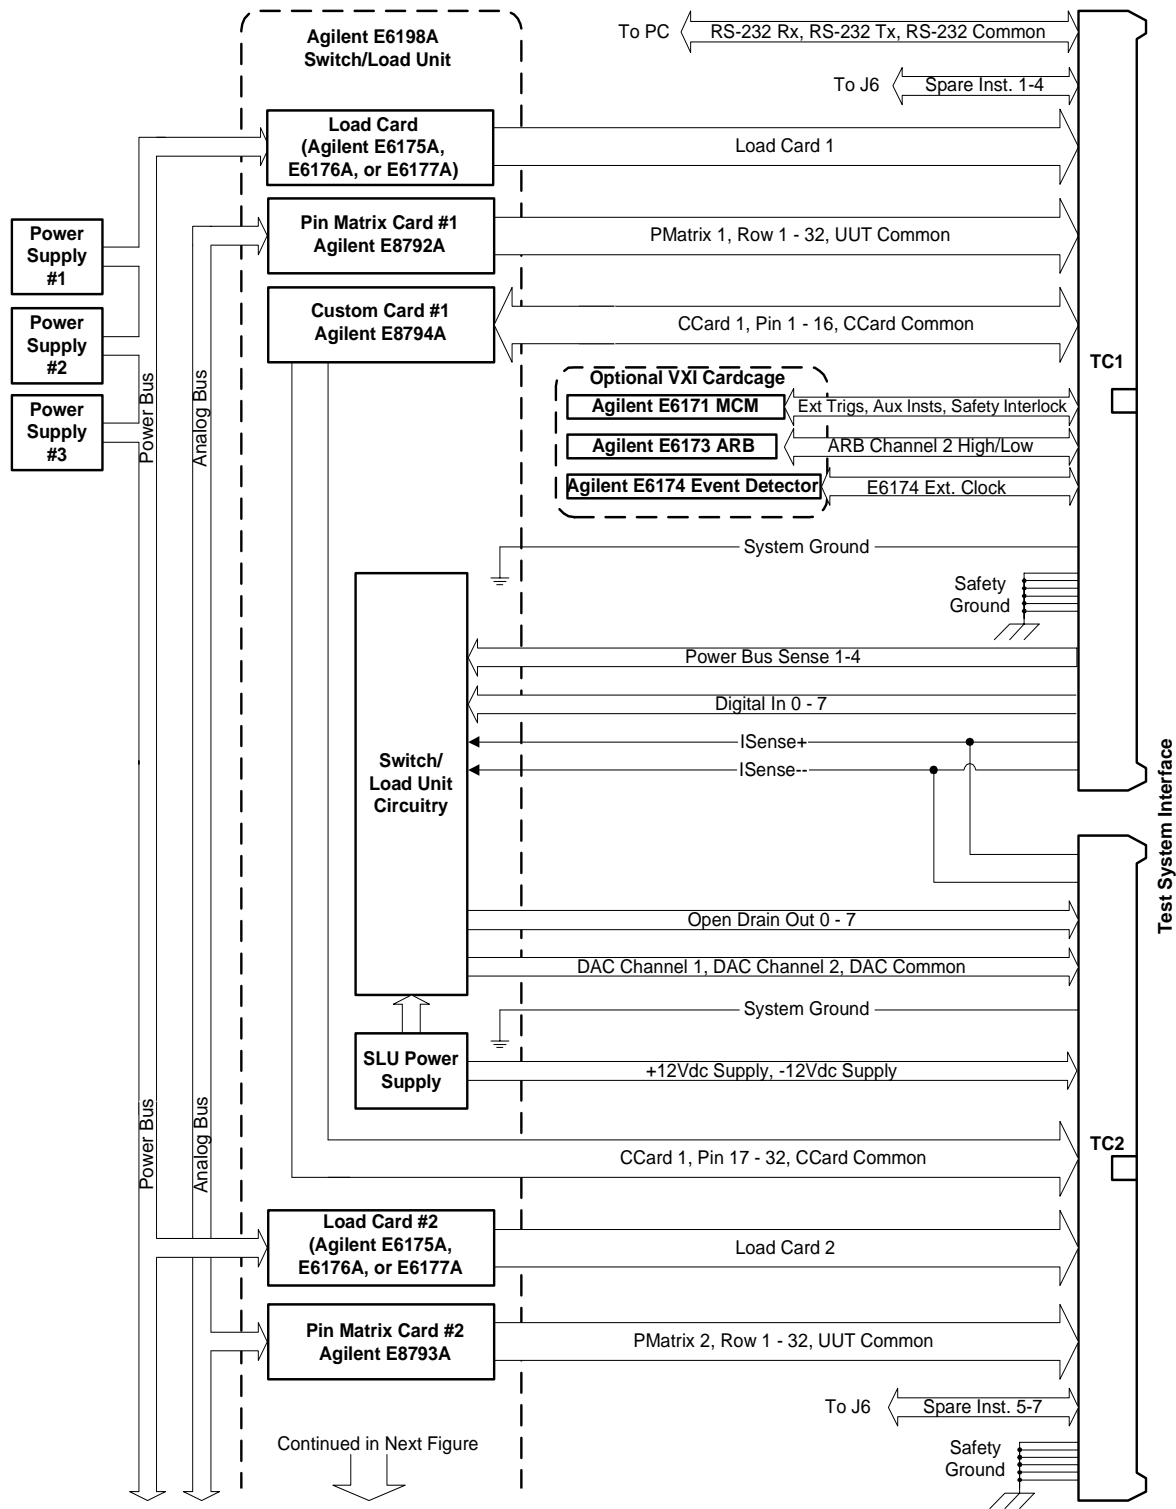 Agilent E6198A
Switch/Load Unit
To PC
RS-232 Rx, RS-232 Tx, RS-232 Common
To J6
Spare Inst. 1-4
Load Card
(Agilent E6175A,
E6176A, or E6177A)
Load Card 1
Pin Matrix Card #1
Agilent E8792A
PMatrix 1, Row 1 - 32, UUT Common
Power
Supply
#1
Custom Card #1
Agilent E8794A
CCard 1, Pin 1 - 16, CCard Common
Power
Supply
#2
TC1
Power
Supply
#3
Power Bus
Analog Bus
Optional VXI Cardcage
Agilent E6171 MCM
Ext Trigs, Aux Insts, Safety Interlock
Agilent E6173 ARB
ARB Channel 2 High/Low
Agilent E6174 Event Detector
E6174 Ext. Clock
System Ground
Safety
Ground
Power Bus Sense 1-4
Digital In 0 - 7
ISense+
ISense--
Switch/
Load Unit
Circuitry
Test System Interface
Open Drain Out 0 - 7
DAC Channel 1, DAC Channel 2, DAC Common
System Ground
SLU Power
Supply
+12Vdc Supply, -12Vdc Supply
Power Bus
Analog Bus
TC2
CCard 1, Pin 17 - 32, CCard Common
Load Card #2
(Agilent E6175A,
E6176A, or E6177A
Load Card 2
Pin Matrix Card #2
Agilent E8793A
PMatrix 2, Row 1 - 32, UUT Common
To J6
Spare Inst. 5-7
Continued in Next Figure
Safety
Ground